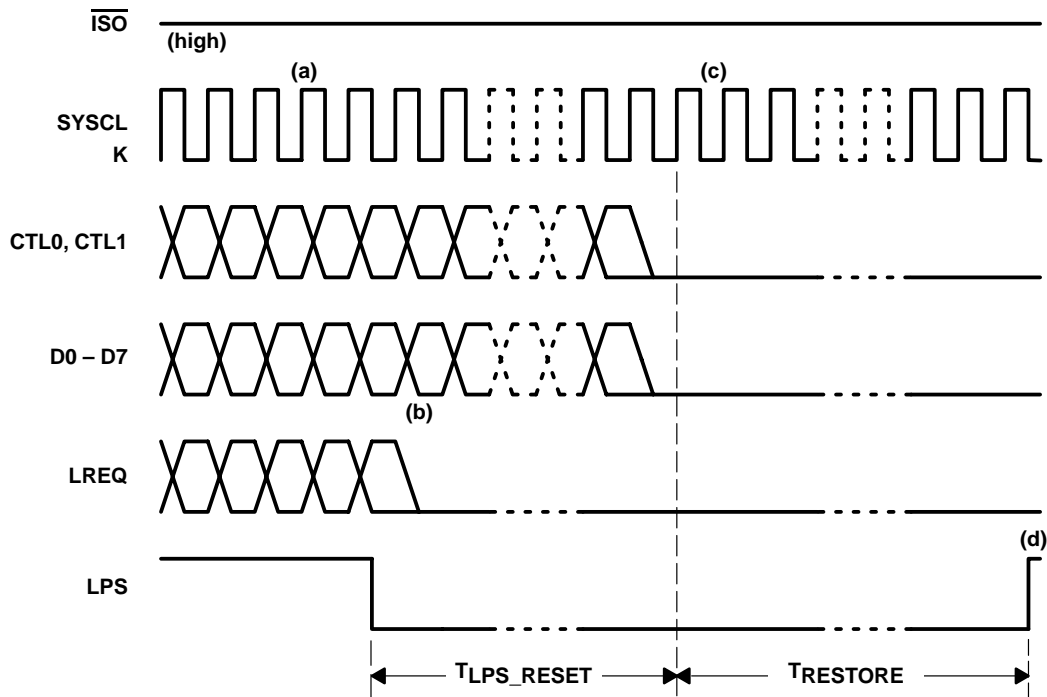 ISO
(high)
(a)
(c)
SYSCL
K
CTL0, CTL1
D0 – D7
(b)
LREQ
(d)
LPS
TLPS_RESET
TRESTORE